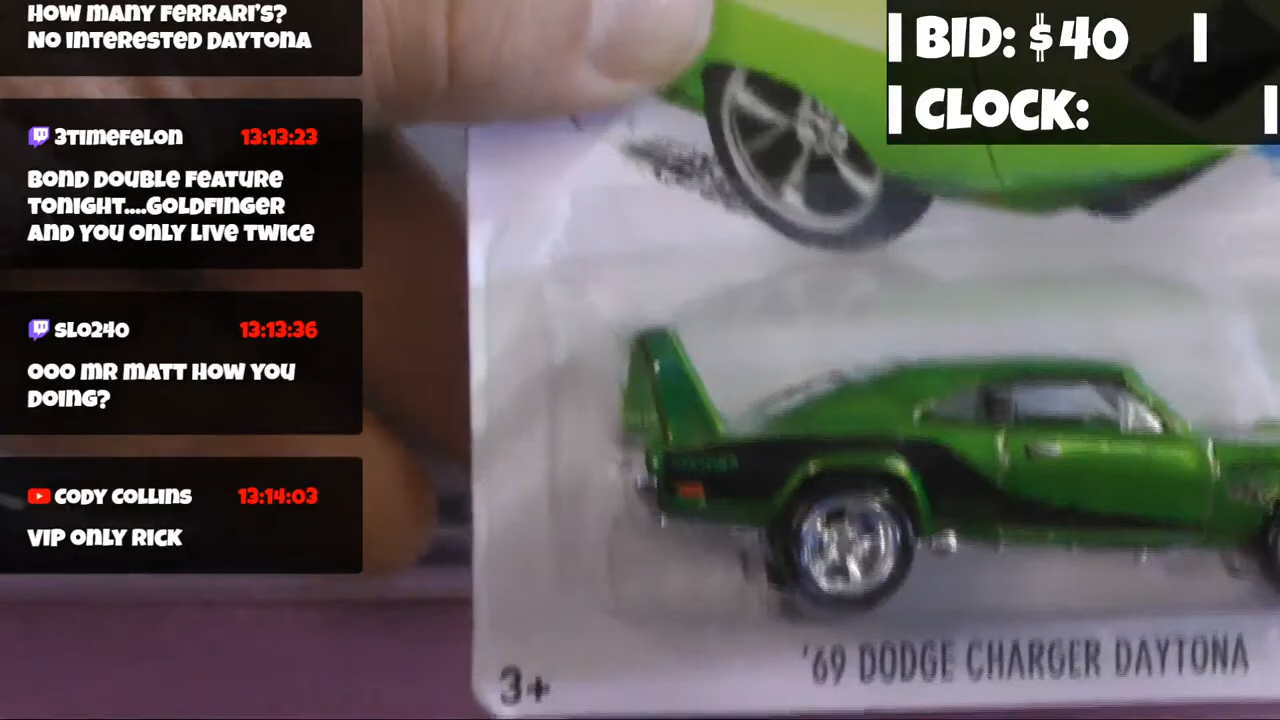 HOW MANY FERRARI'S?
NO INTERESTED DAYTONA
3TIMEFELON 13:13:23
BOND DOUBLE FEATURE
TONIGHT....GOLDFINGER
AND YOU ONLY LIVE TWICE
SLO240 13:13:36
OOO MR MATT HOW YOU
DOING?
CODY COLLINS 13:14:03
VIP ONLY RICK
| BID: $40 |
| CLOCK: |
'69 DODGE CHARGER DAYTONA
3+